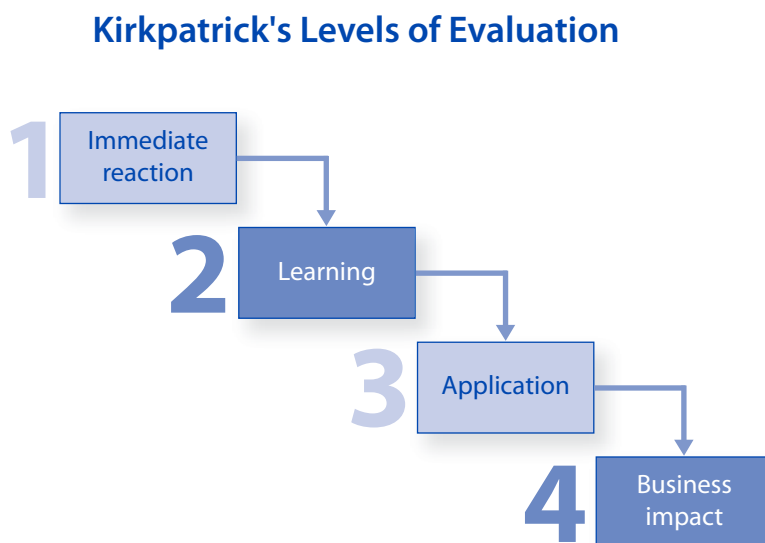 Kirkpatrick's Levels of Evaluation
1
Immediate
reaction
2
Learning
3
Application
4
Business
impact